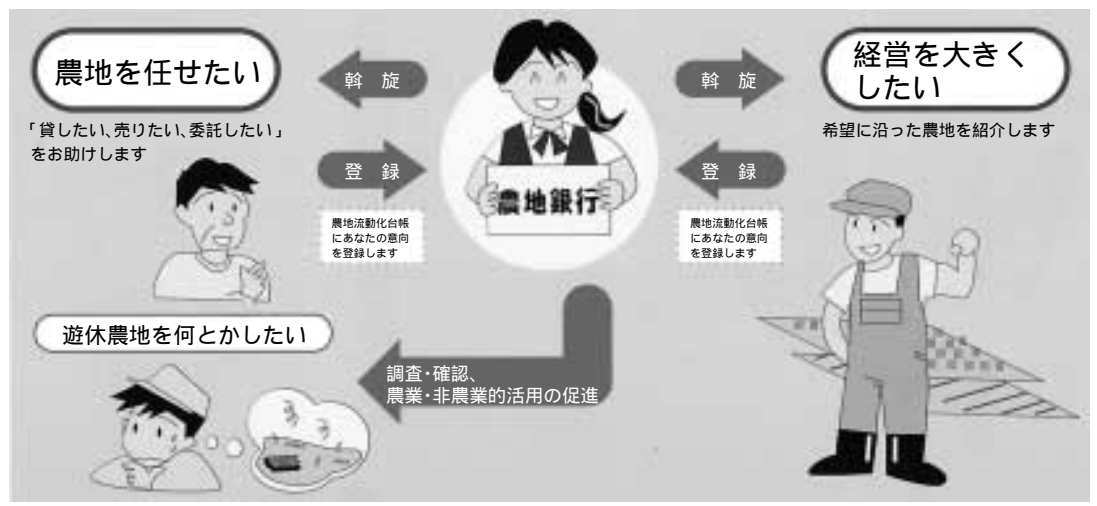 農地を任せたい
「貸したい､売りたい､委託したい」
をお助けします
斡 旋
登 録
農地流動化台帳
にあなたの意向
を登録します
農地銀行
斡 旋
登 録
農地流動化台帳
にあなたの意向
を登録します
経営を大きく
したい
希望に沿った農地を紹介します
遊休農地を何とかしたい
調査･確認、
農業･非農業的活用の促進